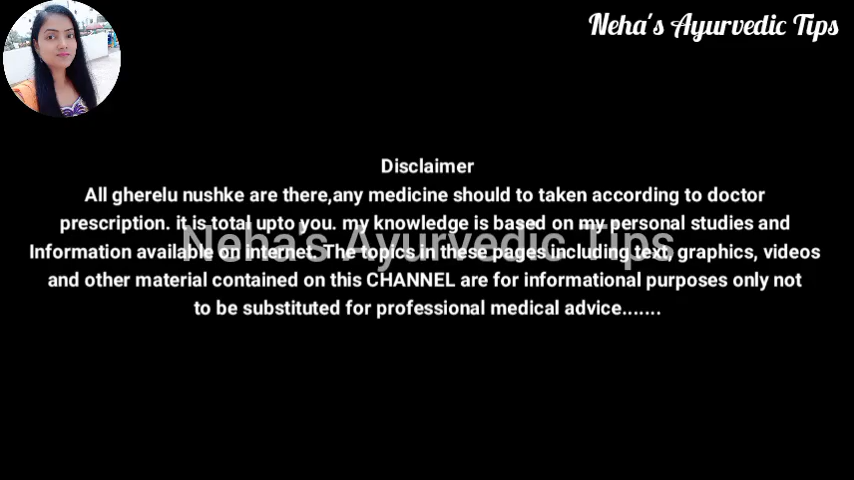 Neha's Ayurvedic Tips
Disclaimer
All gherelu nushke are there,any medicine should to taken according to doctor
prescription. it is total upto you. my knowledge is based on my personal studies and
Neha's Ayurvedic Tips
Information available on internet. The topics in these pages including text, graphics, videos
and other material contained on this CHANNEL are for informational purposes only not
to be substituted for professional medical advice.......